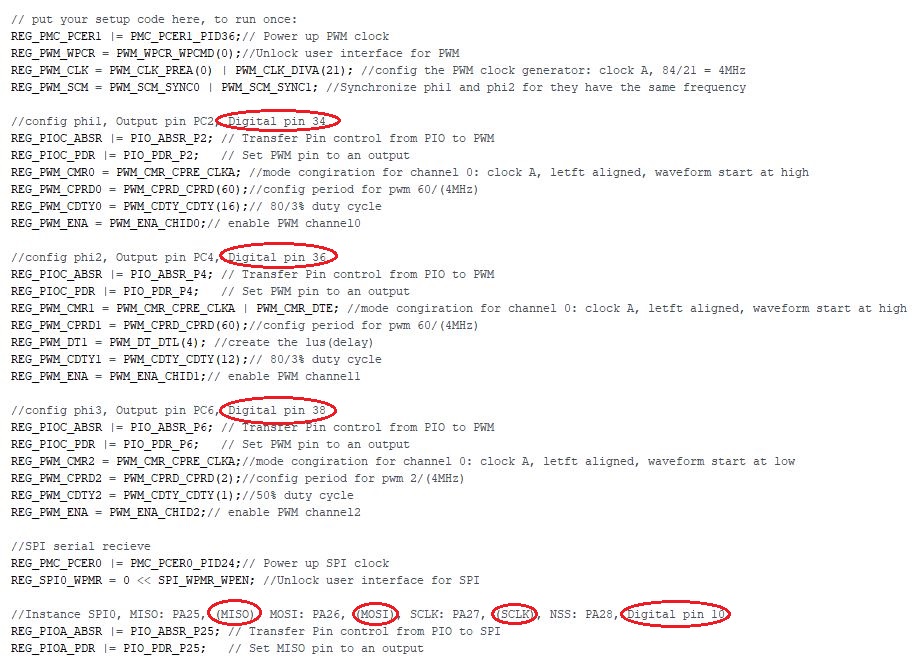 // put your setup code here, to run once:
REG_PMC_PCER1 |= PMC_PCER1_PID36;// Power up PWM clock
REG_PWM_WPCR = PWM_WPCR_WPCMD(0);//Unlock user interface for PWM
REG_PWM_CLK = PWM_CLK_PREA(0) | PWM_CLK_DIVA(21); //config the PWM clock generator: clock A, 84/21 = 4MHz
REG_PWM_SCM = PWM_SCM_SYNC0 | PWM_SCM_SYNC1; //Synchronize phi1 and phi2 for they have the same frequency
//config phi1, Output pin PC2, Digital pin 34
REG_PIOC_ABSR |= PIO_ABSR_P2; // Transfer Pin control from PIO to PWM
REG_PIOC_PDR |= PIO_PDR_P2; // Set PWM pin to an output
REG_PWM_CMR0 = PWM_CMR_CPRE_CLKA; //mode congiration for channel 0: clock A, letft aligned, waveform start at high
REG_PWM_CPRD0 = PWM_CPRD_CPRD(60);//config period for pwm 60/(4MHz)
REG_PWM_CDTY0 = PWM_CDTY_CDTY(16);// 80/3% duty cycle
REG_PWM_ENA = PWM_ENA_CHID0;// enable PWM channel0
//config phi2, Output pin PC4, Digital pin 36
REG_PIOC_ABSR |= PIO_ABSR_P4; // Transfer Pin control from PIO to PWM
REG_PIOC_PDR |= PIO_PDR_P4; // Set PWM pin to an output
REG_PWM_CMR1 = PWM_CMR_CPRE_CLKA | PWM_CMR_DTE; //mode congiration for channel 0: clock A, letft aligned, waveform start at high
REG_PWM_CPRD1 = PWM_CPRD_CPRD(60);//config period for pwm 60/(4MHz)
REG_PWM_DT1 = PWM_DT_DTL(4); //create the 1us(delay)
REG_PWM_CDTY1 = PWM_CDTY_CDTY(12);// 80/3% duty cycle
REG_PWM_ENA = PWM_ENA_CHID1;// enable PWM channel1
//config phi3, Output pin PC6, Digital pin 38
REG_PIOC_ABSR |= PIO_ABSR_P6; // Transfer Pin control from PIO to PWM
REG_PIOC_PDR |= PIO_PDR_P6; // Set PWM pin to an output
REG_PWM_CMR2 = PWM_CMR_CPRE_CLKA;//mode congiration for channel 0: clock A, letft aligned, waveform start at low
REG_PWM_CPRD2 = PWM_CPRD_CPRD(2);//config period for pwm 2/(4MHz)
REG_PWM_CDTY2 = PWM_CDTY_CDTY(1);//50% duty cycle
REG_PWM_ENA = PWM_ENA_CHID2;// enable PWM channel2
//SPI serial recieve
REG_PMC_PCER0 |= PMC_PCER0_PID24;// Power up SPI clock
REG_SPI0_WPMR = 0 << SPI_WPMR_WPEN; //Unlock user interface for SPI
//Instance SPI0, MISO: PA25, (MISO) MOSI: PA26, (MOSI), SCLK: PA27, (SCLK), NSS: PA28, Digital pin 10
REG_PIOA_ABSR |= PIO_ABSR_P25; // Transfer Pin control from PIO to SPI
REG_PIOA_PDR |= PIO_PDR_P25; // Set MISO pin to an output